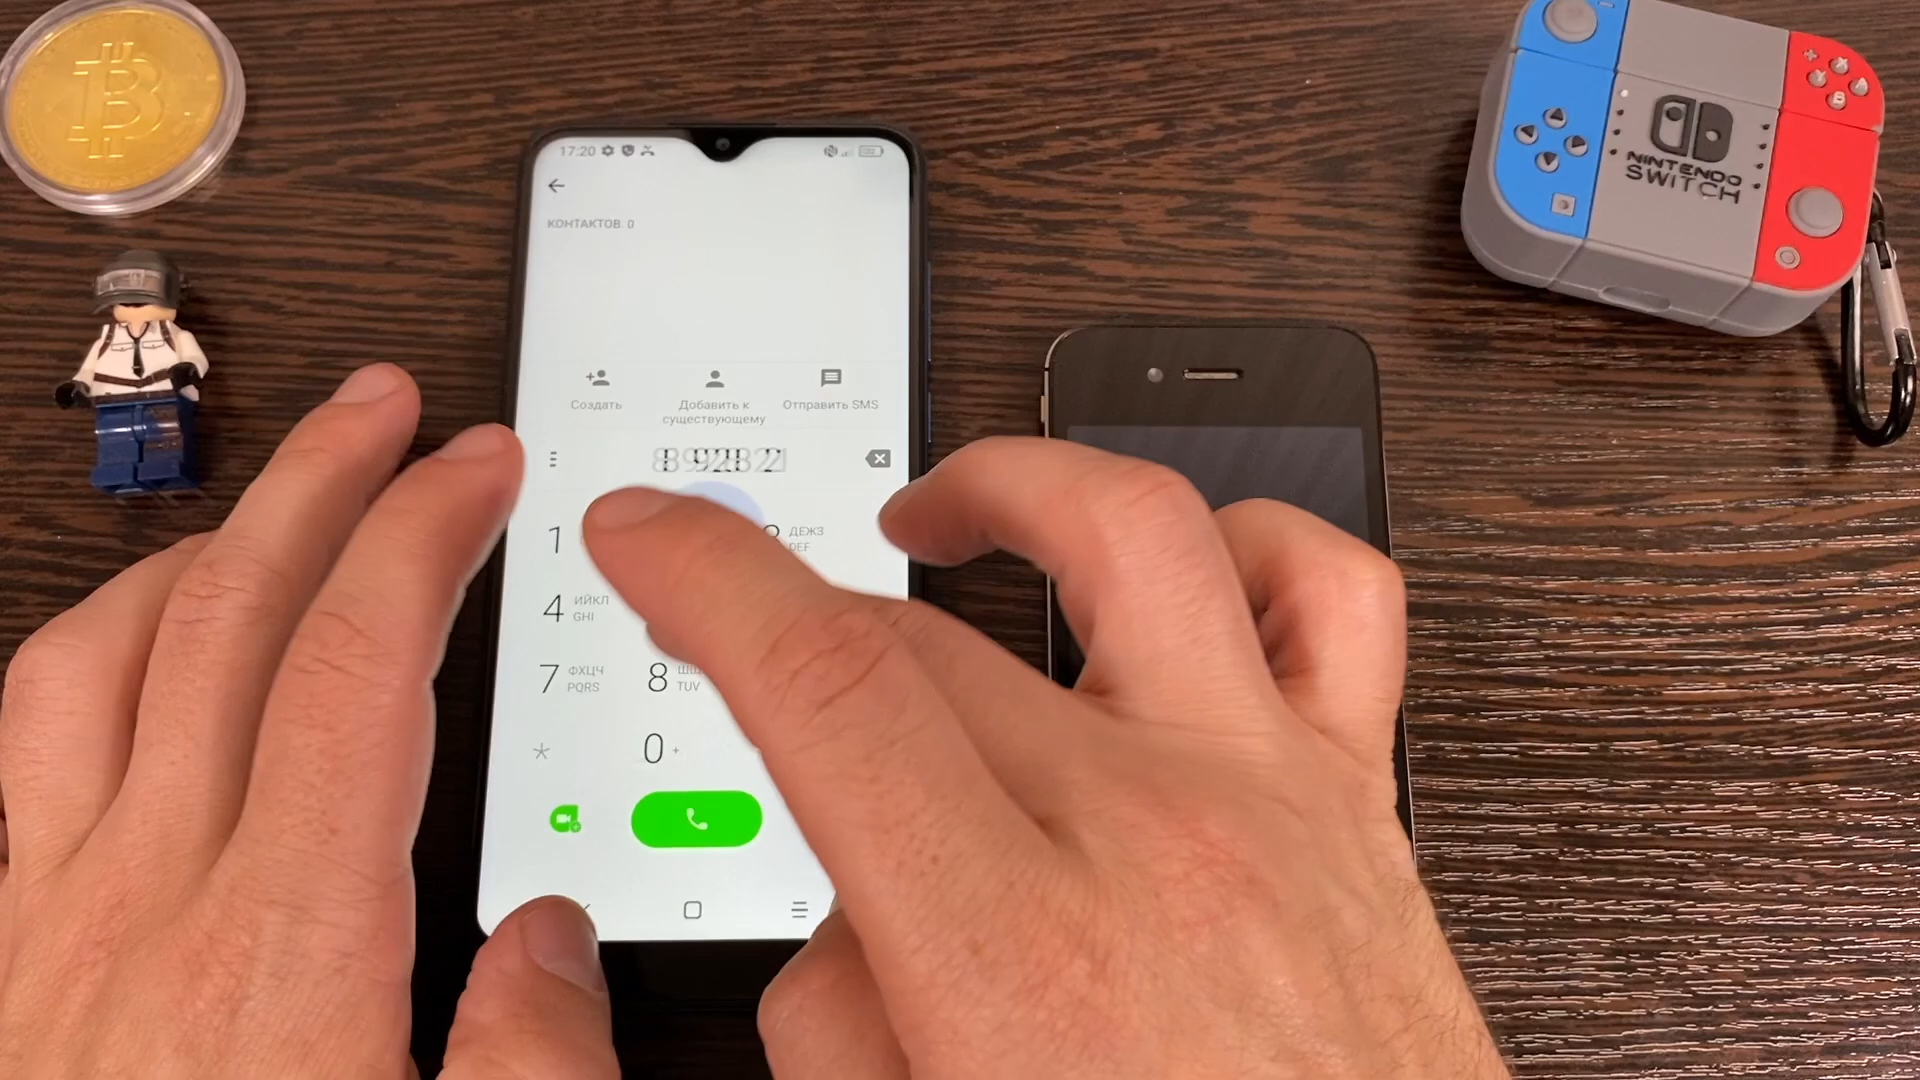 17:20
КОНТАКТОВ: 0
Создать
Добавить к
существующему
Отправить SMS
1
ДЕЖЗ
DEF
4 ИЙКЛ
GHI
7 ФХЦЧ
PQRS
8
TUV
*
0 +
NINTENDO
SWITCH